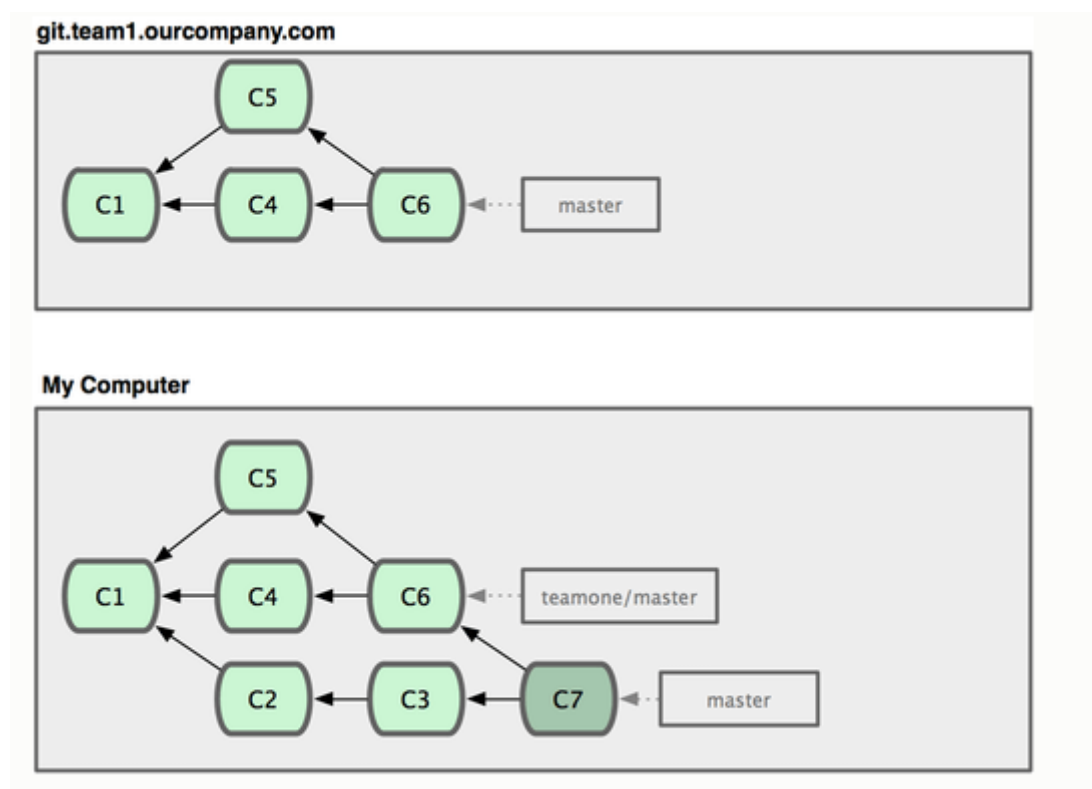 git.team1.ourcompany.com
C5
C1
C4
C6
master
My Computer
C5
C1
C4
C6
teamone/master
C2
C3
C7
master